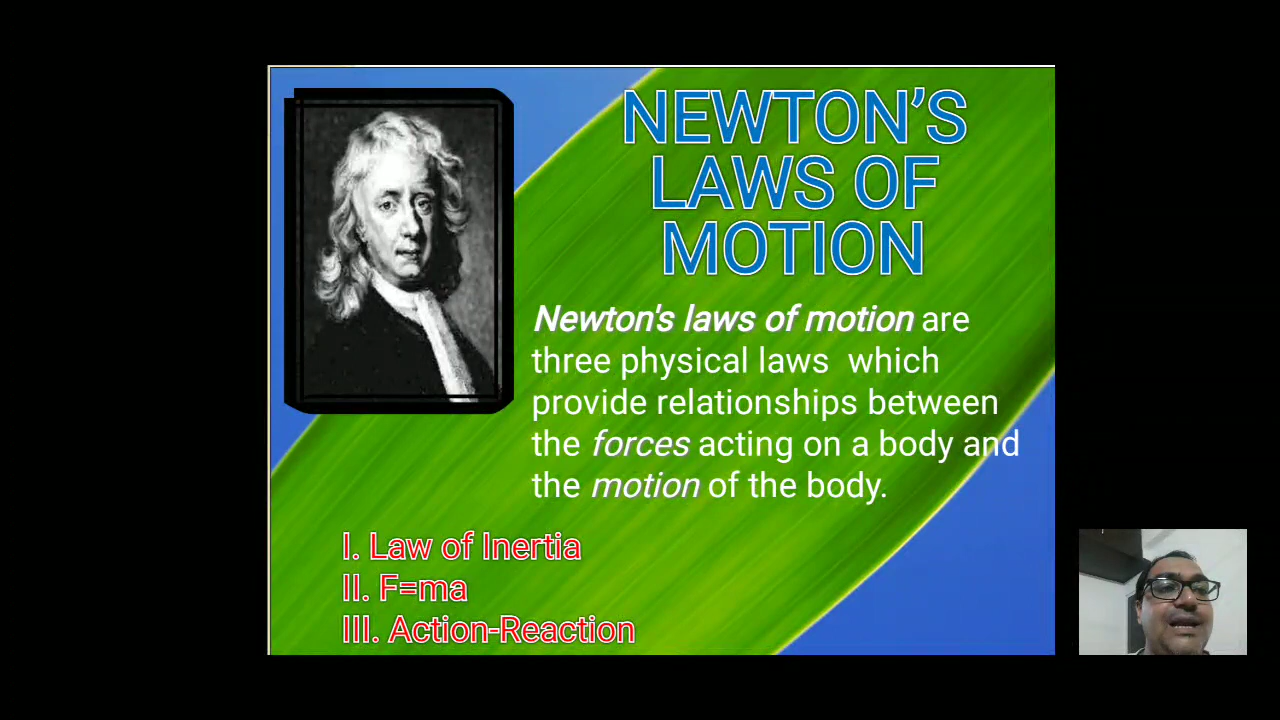 NEWTON’S
LAWS OF
MOTION
Newton's laws of motion are
three physical laws  which
provide relationships between
the forces acting on a body and
the motion of the body.
I. Law of Inertia
II. F=ma
III. Action-Reaction